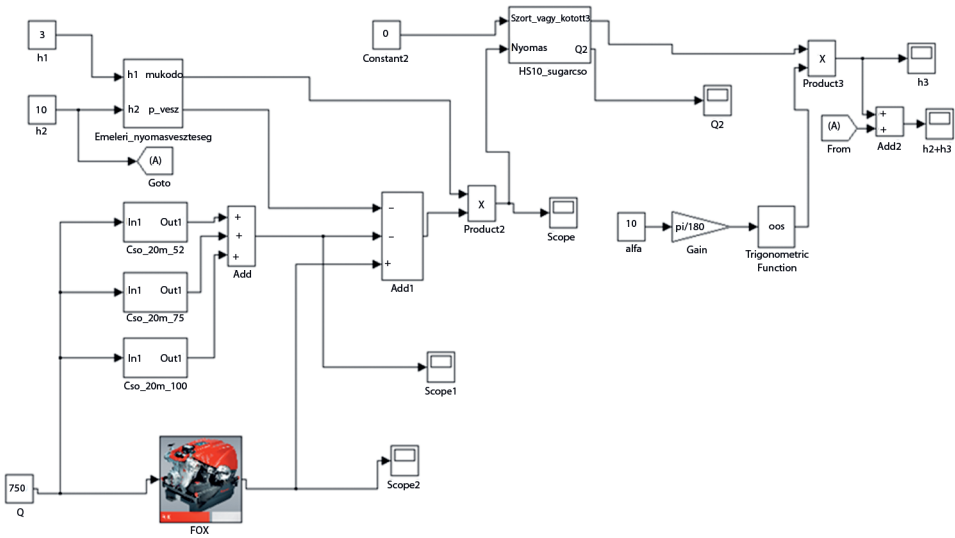 3
h1
10
h2
h1 mukodo
h2 p_vesz
Emeleri_nyomasveszteseg
(A)
Goto
0
Constant2
Szort_vagy_kotott3
Nyomas Q2
HS10_sugarcso
Q2
X
Product3
h3
(A)
From
+
+
Add2
h2+h3
In1 Out1
Cso_20m_52
In1 Out1
Cso_20m_75
In1 Out1
Cso_20m_100
+
+
+
Add
−
−
+
Add1
X
Product2
Scope
10
alfa
pi/180
Gain
oos
Trigonometric
Function
Scope1
Scope2
750
Q
FOX